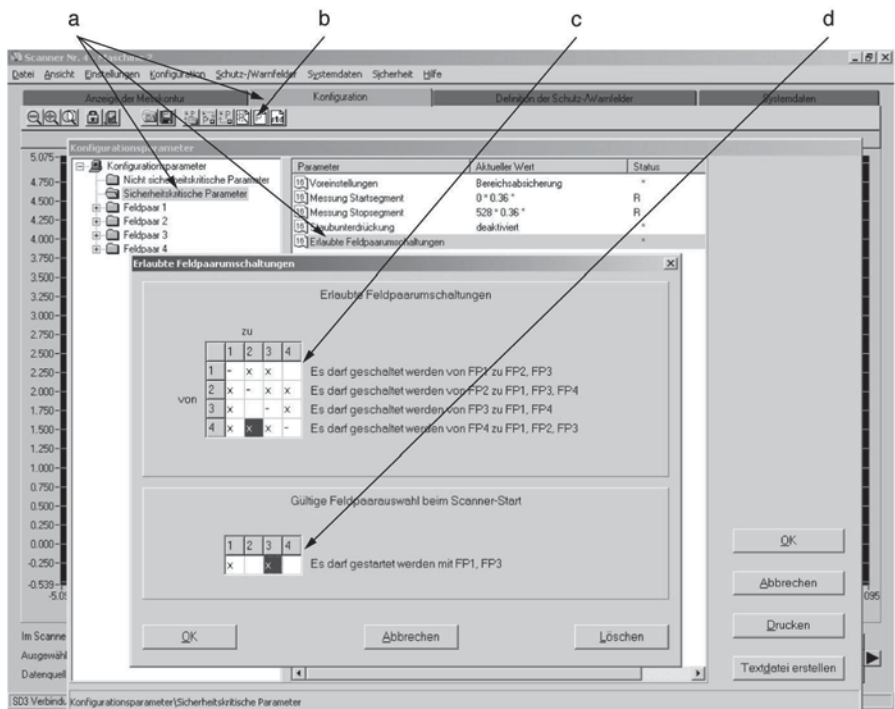 a b c d
Scanner Nr. 4 - Maschine 2
Datei Ansicht Einstellungen Konfiguration Schutz-/Warnfelder Systemdaten Sicherheit Hilfe
Anzeige der Messkontur Konfiguration Definition der Schutz-/Warnfelder Systemdaten
Konfigurationsparameter
Konfigurationsparameter
Nicht sicherheitskritische Parameter
Sicherheitskritische Parameter
Feldpaar 1
Feldpaar 2
Feldpaar 3
Feldpaar 4
Parameter Aktueller Wert Status
Voreinstellungen Bereichsabsicherung *
Messung Startsegment 0 * 0.36 ° R
Messung Stopsegment 528 * 0.36 ° R
Staubunterdrückung deaktiviert *
Erlaubte Feldpaarumschaltungen *
5.075
4.750
4.500
4.250
4.000
3.750
3.500
3.250
3.000
2.750
2.500
2.250
2.000
1.750
1.500
1.250
1.000
0.750
0.500
0.250
0.000
-0.250
-0.539
-5.09
095
Erlaubte Feldpaarumschaltungen
Erlaubte Feldpaarumschaltungen
zu
1 2 3 4
von
1 - x x Es darf geschaltet werden von FP1 zu FP2, FP3
2 x - x x Es darf geschaltet werden von FP2 zu FP1, FP3, FP4
3 x - x Es darf geschaltet werden von FP3 zu FP1, FP4
4 x x x - Es darf geschaltet werden von FP4 zu FP1, FP2, FP3
Gültige Feldpaarauswahl beim Scanner-Start
1 2 3 4
x x Es darf gestartet werden mit FP1, FP3
OK Abbrechen Löschen
OK
Abbrechen
Drucken
Textdatei erstellen
Im Scanne
Ausgewähl
Datenquell
SD3 Verbindu
Konfigurationsparameter\Sicherheitskritische Parameter